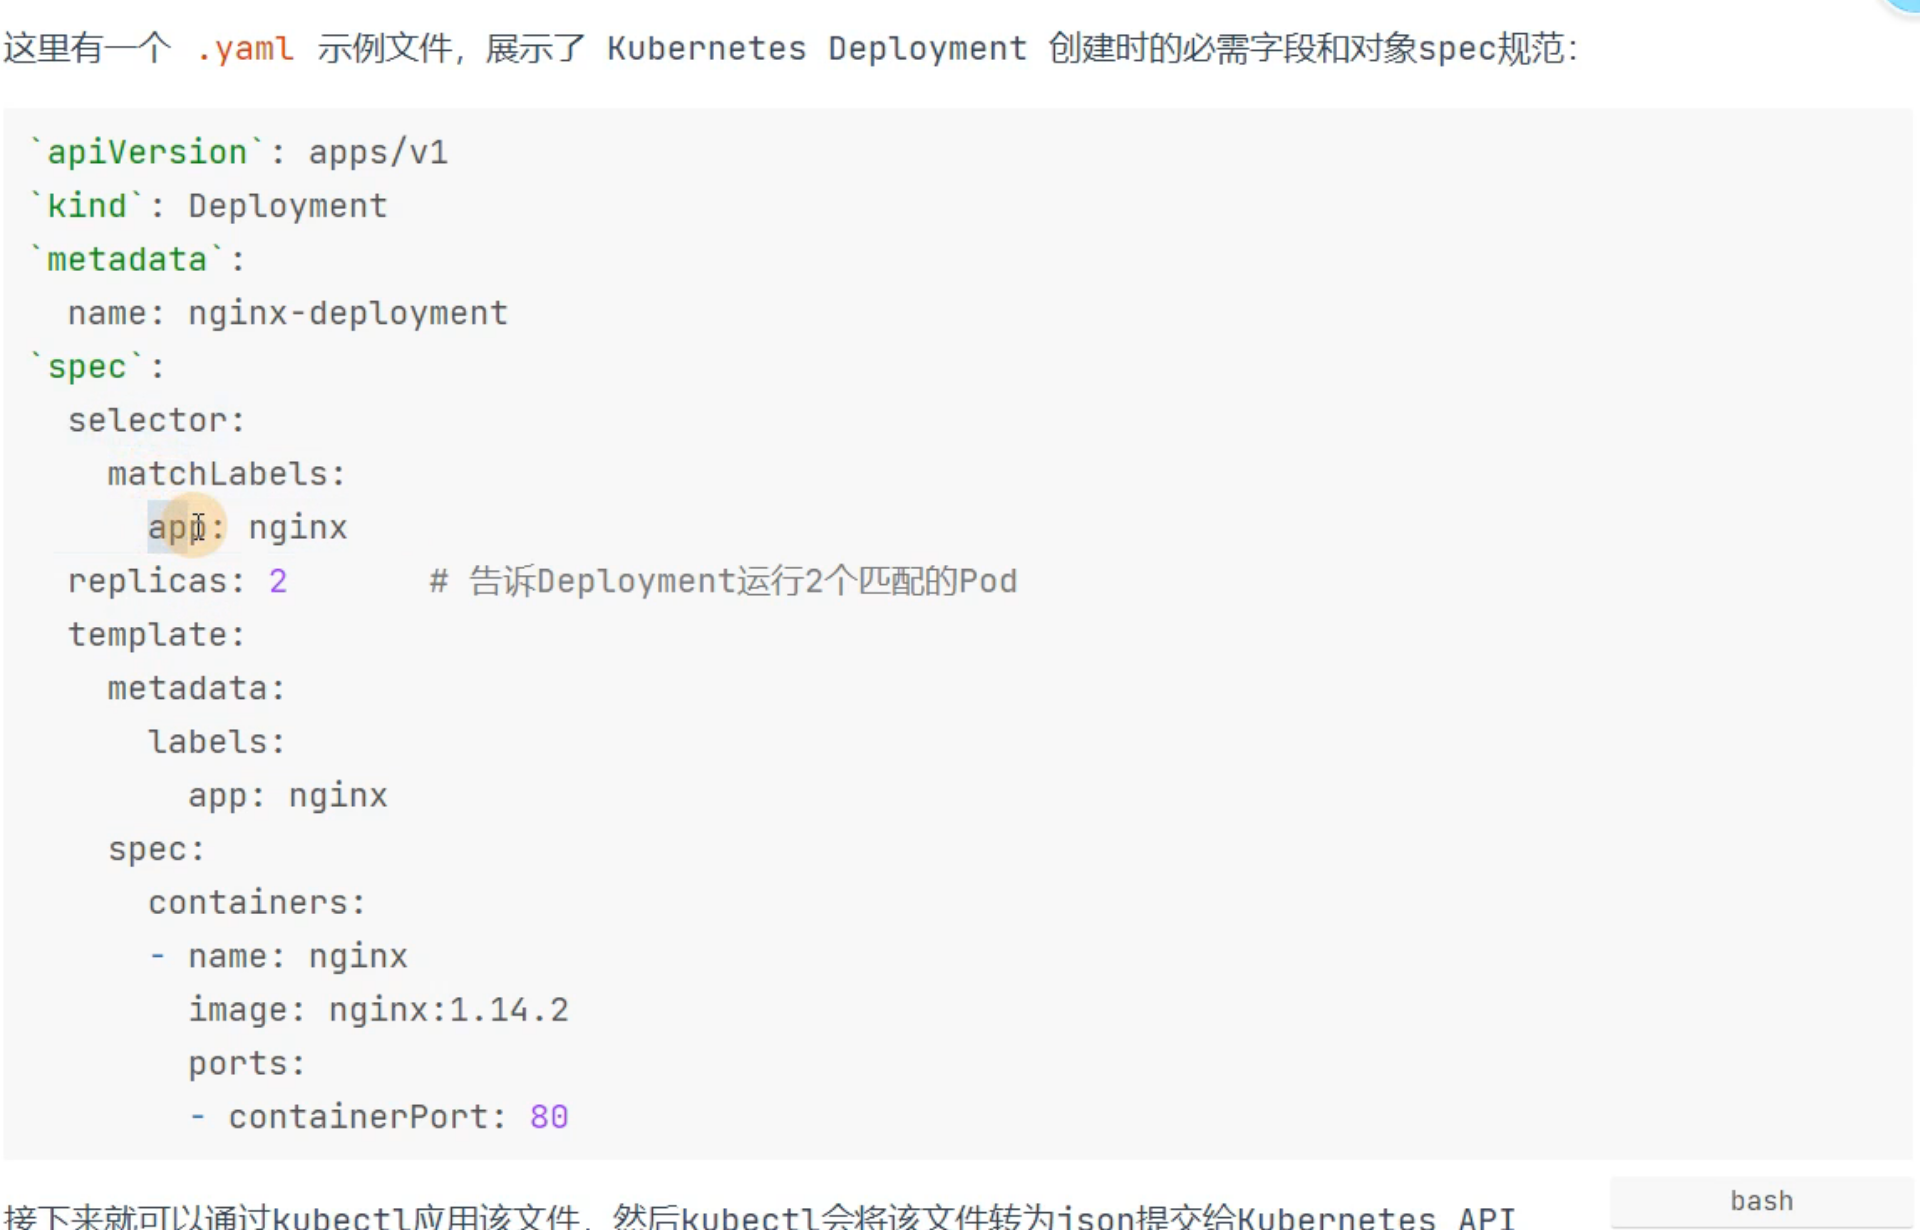 这里有一个 .yaml 示例文件，展示了 Kubernetes Deployment 创建时的必需字段和对象spec规范：
`apiVersion`: apps/v1
`kind`: Deployment
`metadata`:
  name: nginx-deployment
`spec`:
  selector:
    matchLabels:
      app: nginx
  replicas: 2       # 告诉Deployment运行2个匹配的Pod
  template:
    metadata:
      labels:
        app: nginx
    spec:
      containers:
      - name: nginx
        image: nginx:1.14.2
        ports:
        - containerPort: 80
bash
接下来就可以通过kubectl应用该文件，然后kubectl会将该文件转为json提交给Kubernetes API